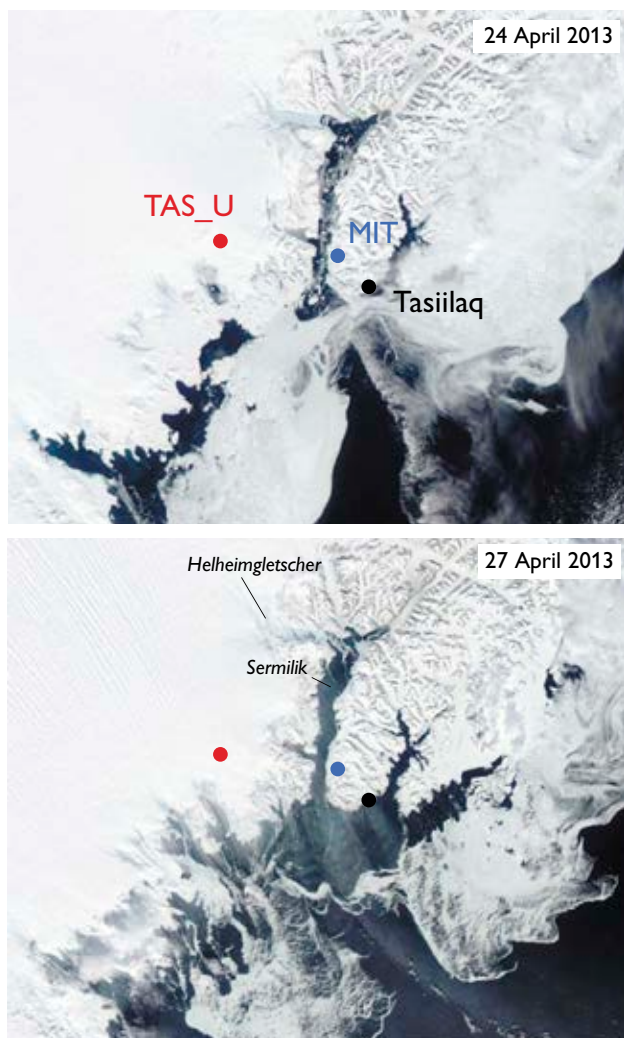 24 April 2013
TAS_U
MIT
Tasiilaq
27 April 2013
Helheimgletscher
Sermilik